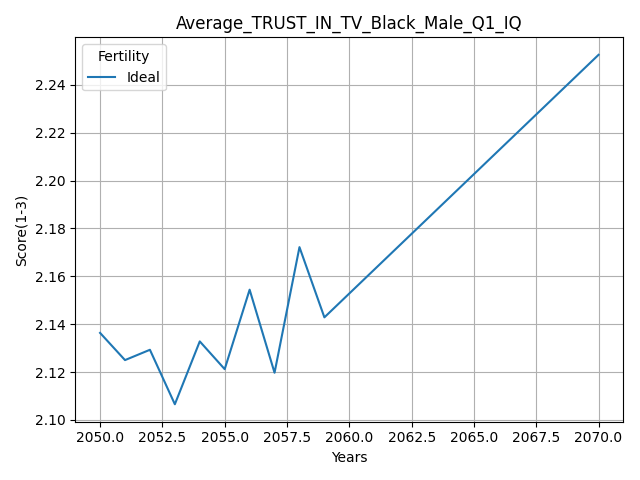 Average_TRUST_IN_TV_Black_Male_Q1_IQ
Fertility
Ideal
Score(1-3)
2.24
2.22
2.20
2.18
2.16
2.14
2.12
2.10
2050.0 2052.5 2055.0 2057.5 2060.0 2062.5 2065.0 2067.5 2070.0
Years